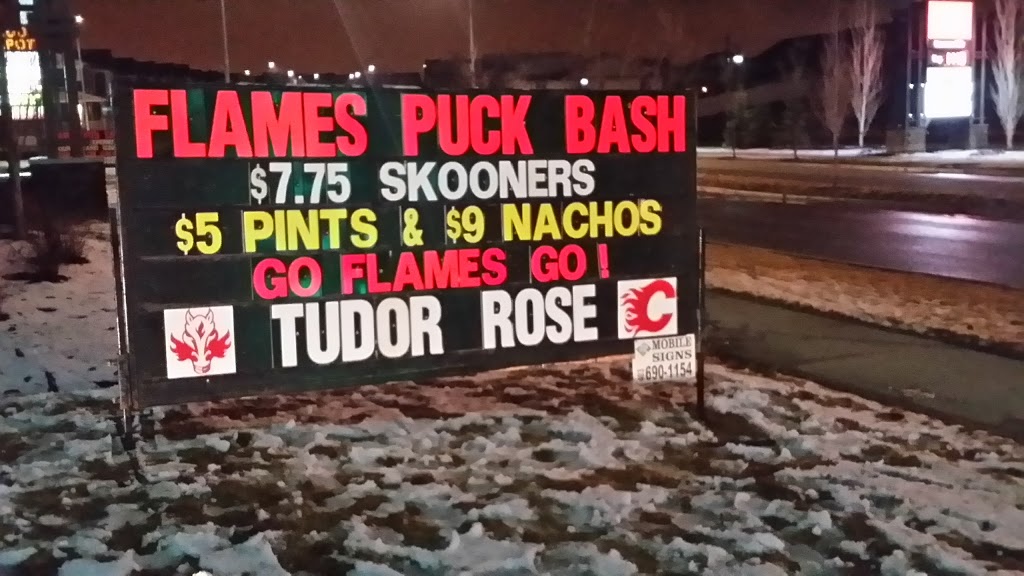 FLAMES PUCK BASH
$7.75 SKOONERS
$5 PINTS & $9 NACHOS
GO FLAMES GO !
TUDOR ROSE
C
MOBILE
SIGNS
690-1154
POT